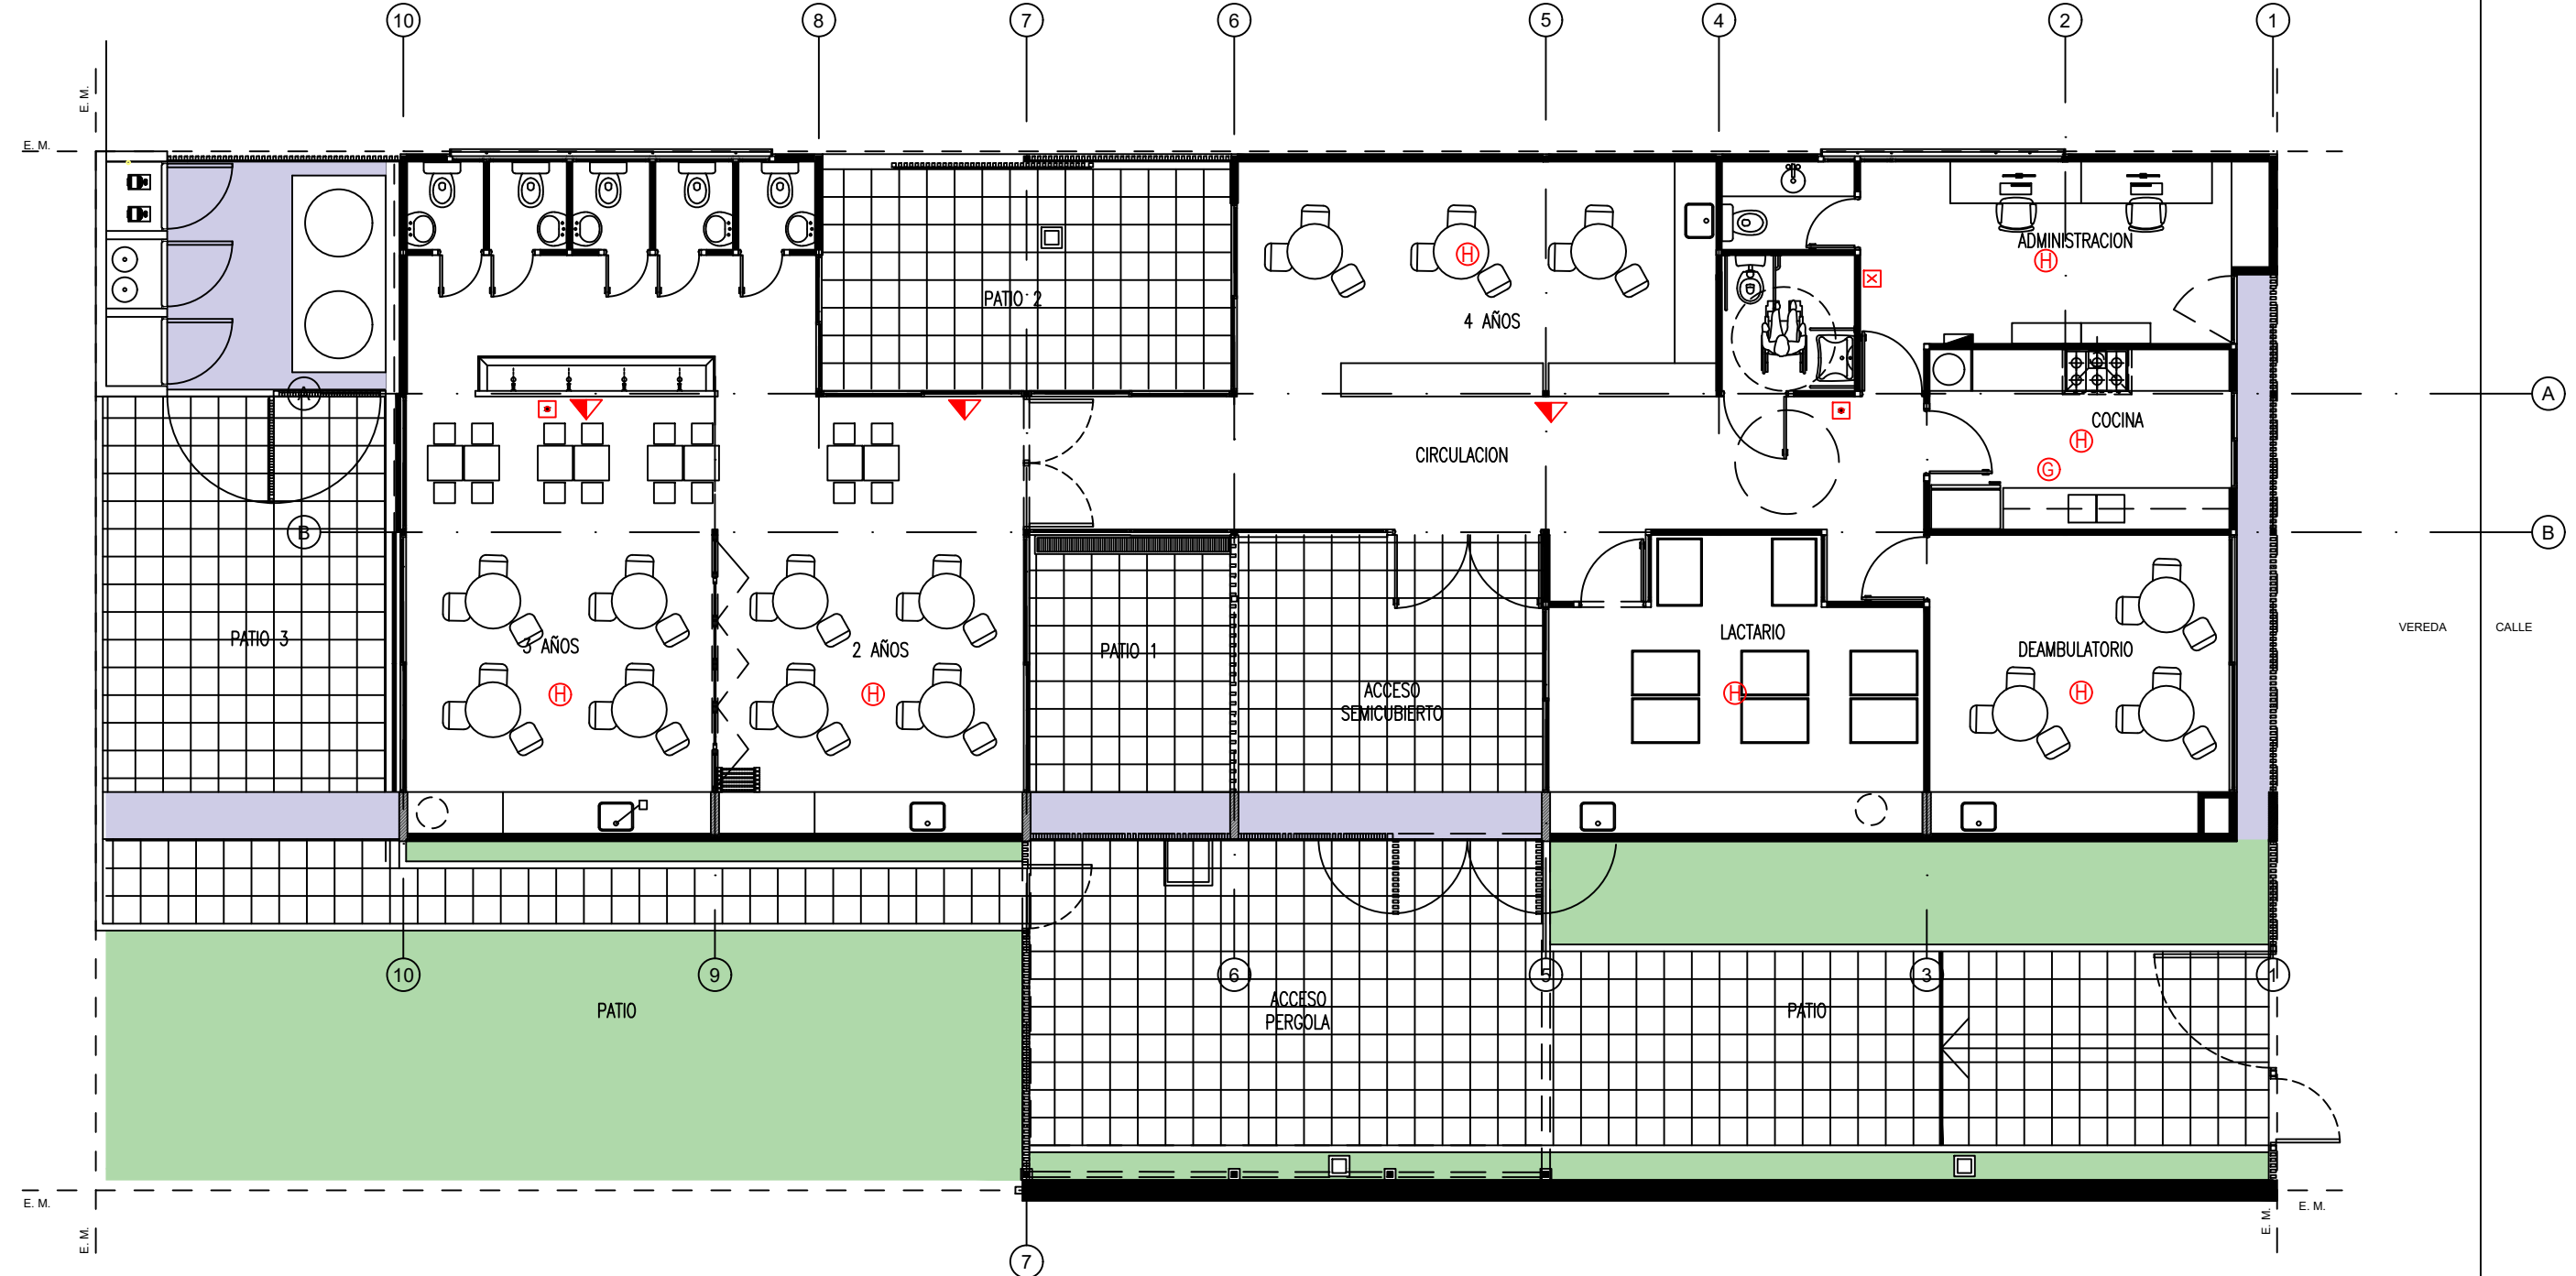 10
8
7
6
5
4
2
1
E. M.
E. M.
ADMINISTRACION
H
H
PATIO 2
4 AÑOS
A
A
COCINA
H
CIRCULACION
G
B
B
VEREDA
CALLE
LACTARIO
PATIO 3
3 AÑOS
2 AÑOS
PATIO 1
DEAMBULATORIO
ACCESO
SEMICUBIERTO
H
H
H
H
10
9
6
5
3
1
ACCESO
PERGOLA
PATIO
PATIO
E. M.
E. M.
E. M.
E. M.
7